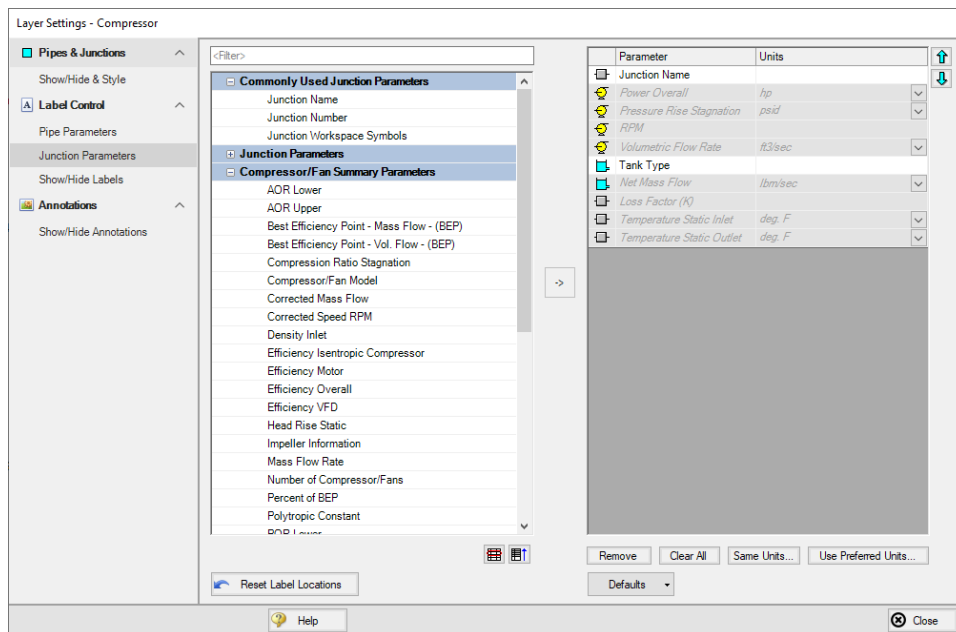 Layer Settings - Compressor
Pipes & Junctions
Show/Hide & Style
A Label Control
Pipe Parameters
Junction Parameters
Show/Hide Labels
Annotations
Show/Hide Annotations
<Filter>
Commonly Used Junction Parameters
Junction Name
Junction Number
Junction Workspace Symbols
Junction Parameters
Compressor/Fan Summary Parameters
AOR Lower
AOR Upper
Best Efficiency Point - Mass Flow - (BEP)
Best Efficiency Point - Vol. Flow - (BEP)
Compression Ratio Stagnation
Compressor/Fan Model
Corrected Mass Flow
Corrected Speed RPM
Density Inlet
Efficiency Isentropic Compressor
Efficiency Motor
Efficiency Overall
Efficiency VFD
Head Rise Static
Impeller Information
Mass Flow Rate
Number of Compressor/Fans
Percent of BEP
Polytropic Constant
POR Lower
Reset Label Locations
->
Parameter Units
Junction Name
Power Overall hp
Pressure Rise Stagnation psid
RPM
Volumetric Flow Rate ft3/sec
Tank Type
Net Mass Flow lbm/sec
Loss Factor (K)
Temperature Static Inlet deg. F
Temperature Static Outlet deg. F
Remove Clear All Same Units... Use Preferred Units...
Defaults
Help Close